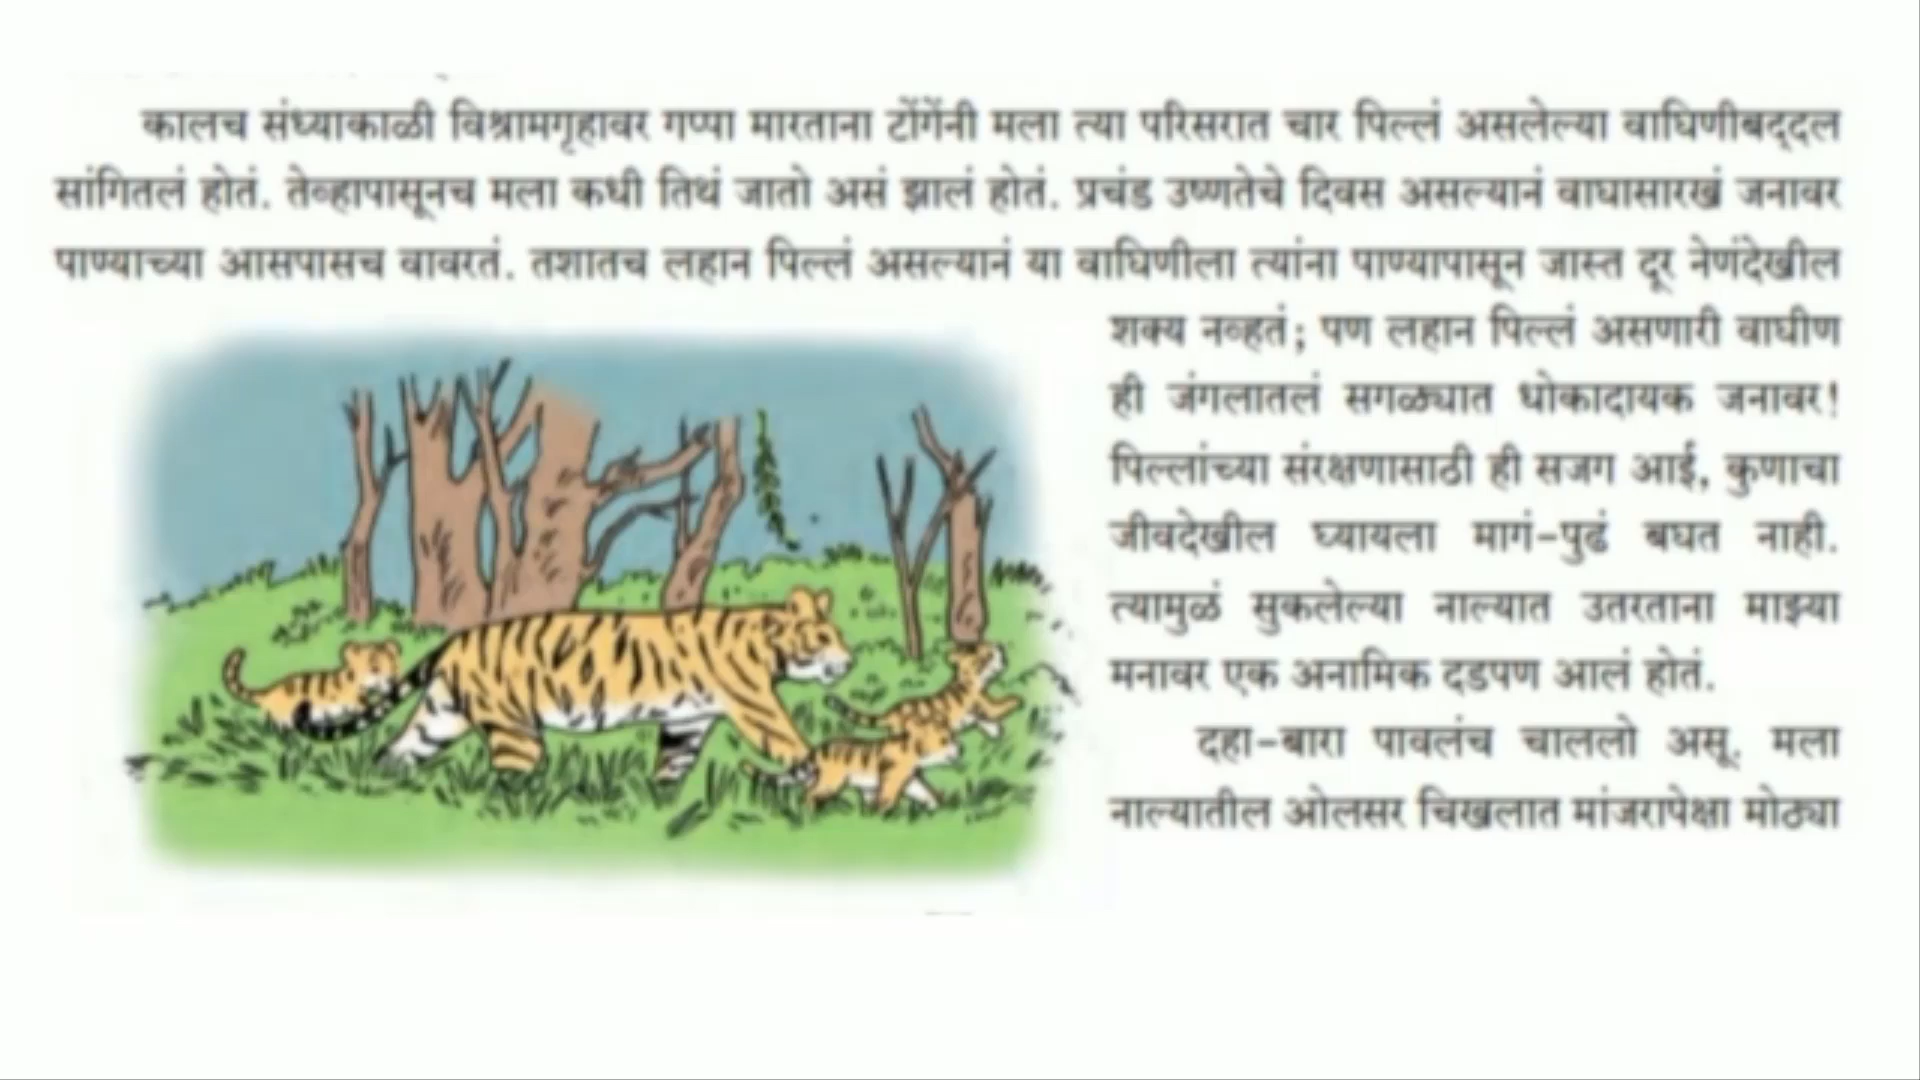 कालच संध्याकाळी विश्रामगृहावर गप्पा मारताना टोंगेंनी मला त्या परिसरात चार पिल्लं असलेल्या वाघिणीबद्‌दल
सांगितलं होतं. तेव्हापासूनच मला कधी तिथं जातो असं झालं होतं. प्रचंड उष्णतेचे दिवस असल्यानं वाघासारखं जनावर
पाण्याच्या आसपासच वावरतं. तशातच लहान पिल्लं असल्यानं या वाघिणीला त्यांना पाण्यापासून जास्त दूर नेणंदेखील
शक्य नव्हतं; पण लहान पिल्लं असणारी वाघीण
ही जंगलातलं सगळ्यात धोकादायक जनावर!
पिल्लांच्या संरक्षणासाठी ही सजग आई, कुणाचा
जीवदेखील घ्यायला मागं-पुढं बघत नाही.
त्यामुळं सुकलेल्या नाल्यात उतरताना माझ्या
मनावर एक अनामिक दडपण आलं होतं.
दहा-बारा पावलंच चाललो असू. मला
नाल्यातील ओलसर चिखलात मांजरापेक्षा मोठ्या